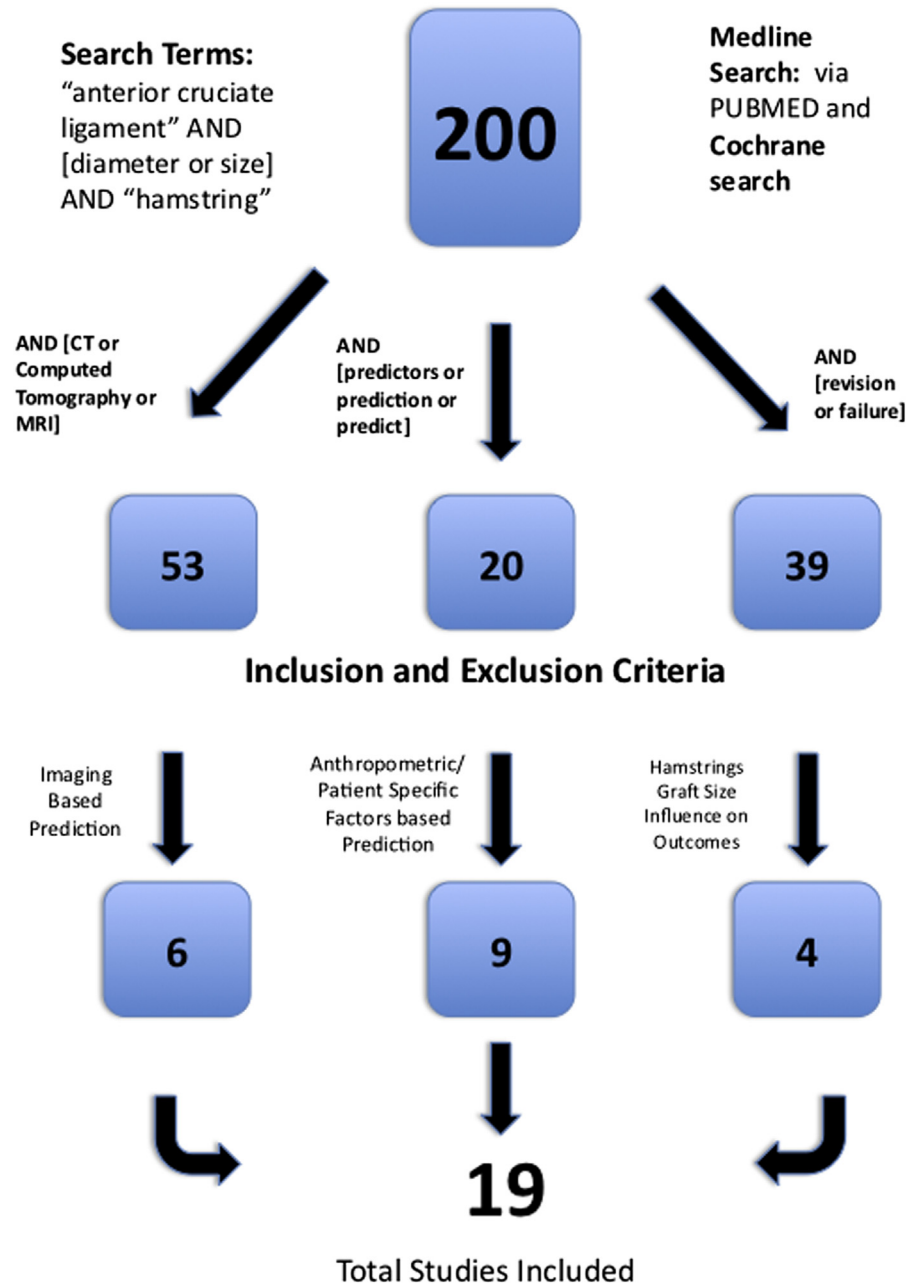 Search Terms:
“anterior cruciate
ligament” AND
[diameter or size]
AND “hamstring”
200
Medline
Search: via
PUBMED and
Cochrane
search
AND [CT or
Computed
Tomography or
MRI]
AND
[predictors or
prediction or
predict]
AND
[revision
or failure]
53
20
39
Inclusion and Exclusion Criteria
Imaging
Based
Prediction
Anthropometric/
Patient Specific
Factors based
Prediction
Hamstrings
Graft Size
Influence on
Outcomes
6
9
4
19
Total Studies Included